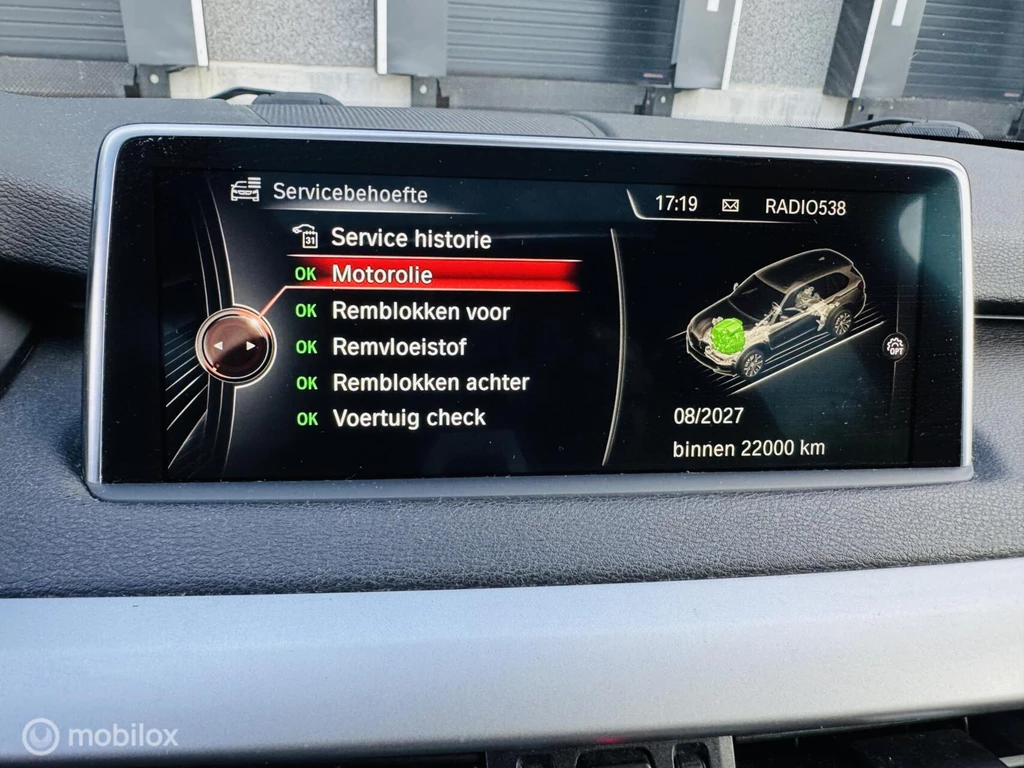 Servicebehoefte
17:19 RADIO538
31 Service historie
OK Motorolie
OK Remblokken voor
OK Remvloeistof
OK Remblokken achter
OK Voertuig check
OPT
08/2027
binnen 22000 km
mobilox